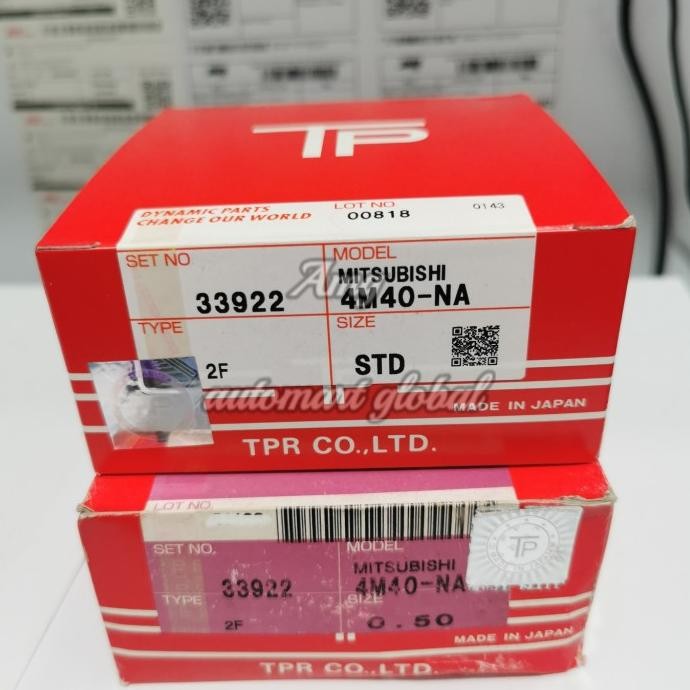 TP
DYNAMIC PARTS
CHANGE OUR WORLD
LOT NO
00818
0143
SET NO
33922
MODEL
MITSUBISHI
4M40-NA
TYPE
2F
SIZE
STD
automart global
MADE IN JAPAN
TPR CO.,LTD.
LOT NO.
SET NO.
33922
MODEL
MITSUBISHI
4M40-NA
TYPE
2F
SIZE
0.50
TP
MADE IN JAPAN
TPR CO.,LTD.